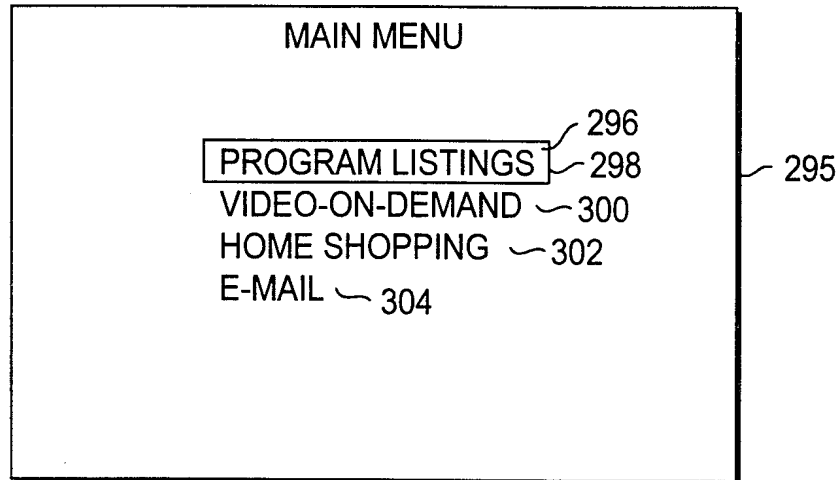 MAIN MENU
296
PROGRAM LISTINGS 298 295
VIDEO-ON-DEMAND 300
HOME SHOPPING 302
E-MAIL 304